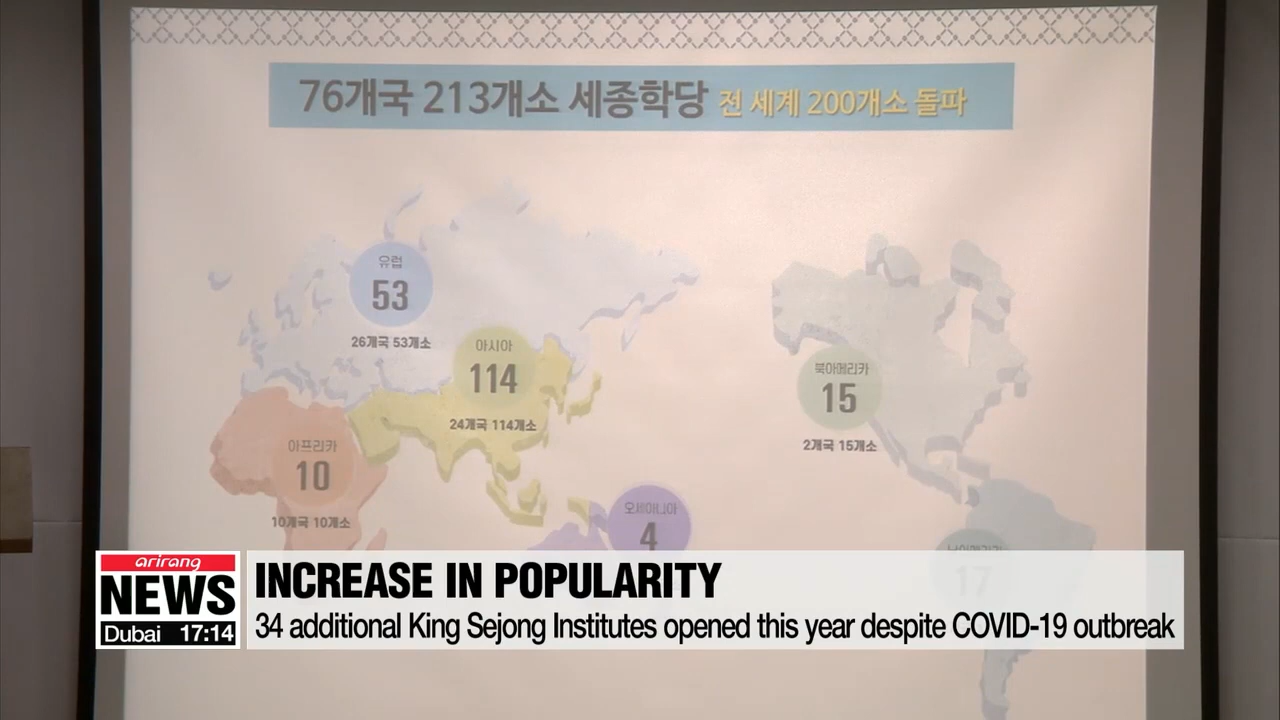 76개국 213개소 세종학당 전 세계 200개소 돌파
유럽
53
26개국 53개소
아시아
114
24개국 114개소
북아메리카
15
2개국 15개소
아프리카
10
10개국 10개소
오세아니아
4
남아메리카
17
arirang
NEWS
Dubai 17:14
INCREASE IN POPULARITY
34 additional King Sejong Institutes opened this year despite COVID-19 outbreak